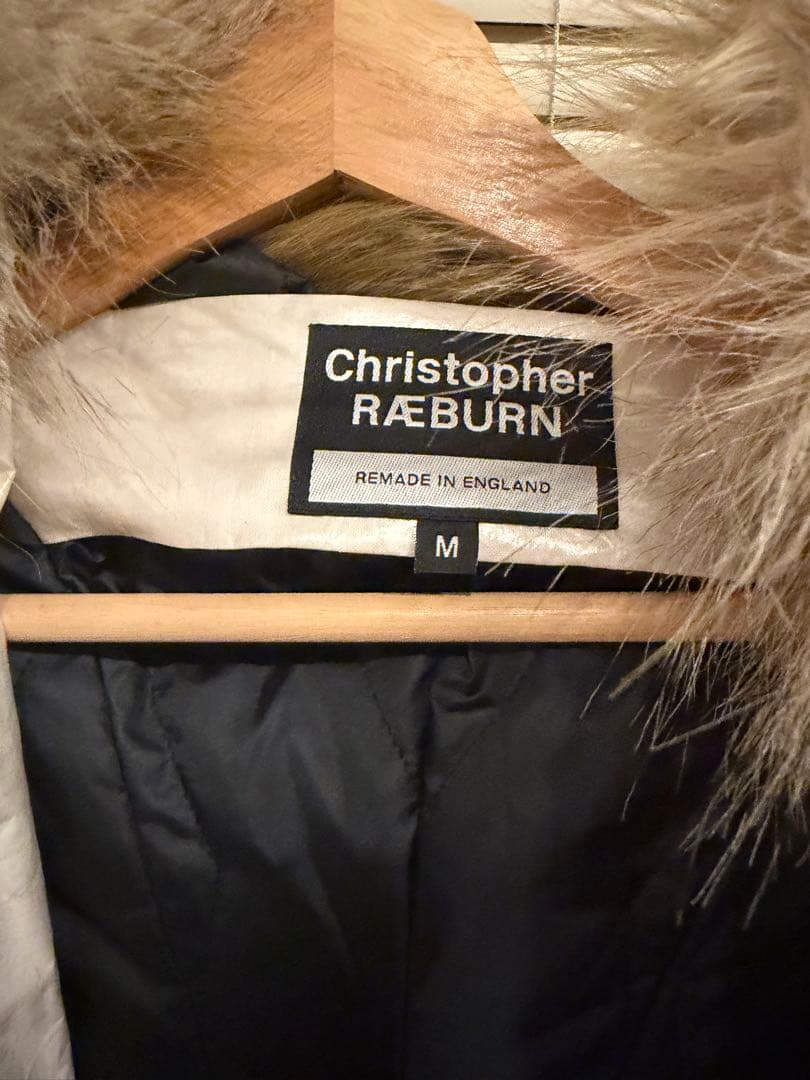 Christopher
RÆBURN
REMADE IN ENGLAND
M